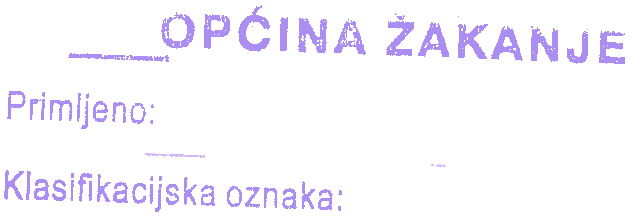 OPĆINA ŽAKANJE
Primljeno:
Klasifikacijska oznaka: